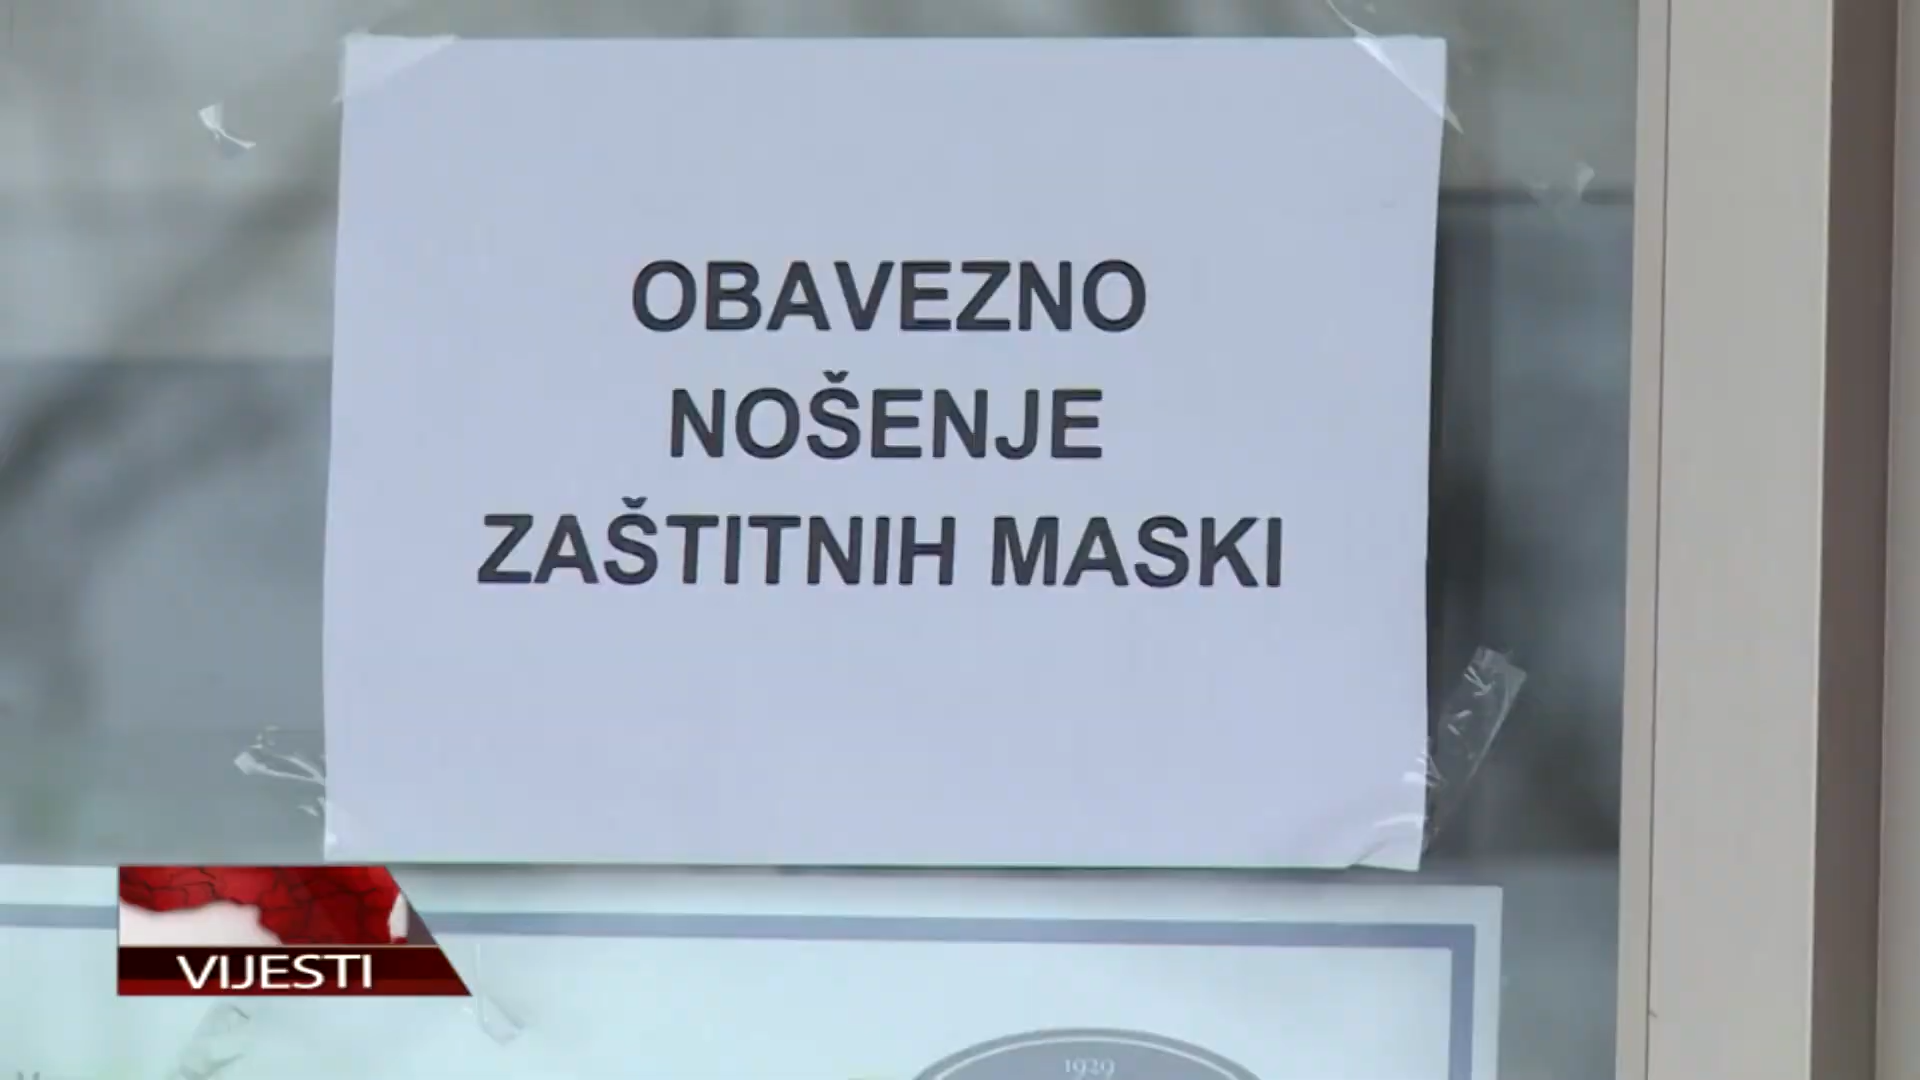 OBAVEZNO
NOŠENJE
ZAŠTITNIH MASKI
VIJESTI
1929